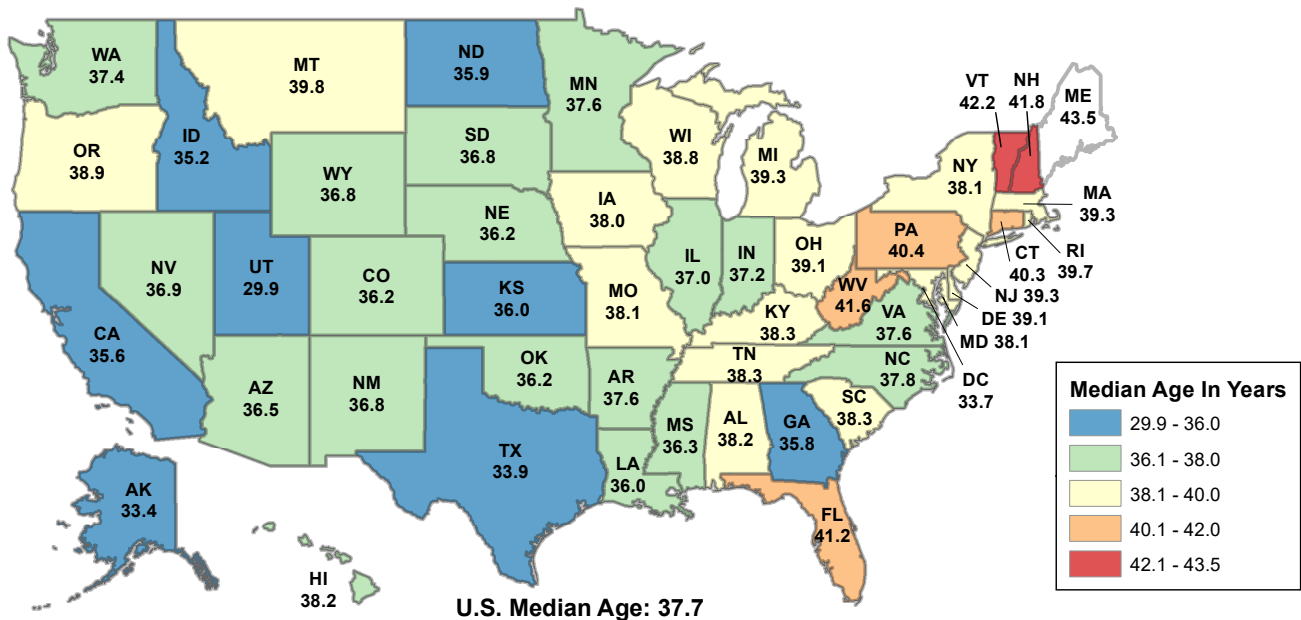 WA
37.4
MT
39.8
ND
35.9
MN
37.6
VT
42.2
NH
41.8
ME
43.5
OR
38.9
ID
35.2
WY
36.8
SD
36.8
WI
38.8
MI
39.3
NY
38.1
MA
39.3
IA
38.0
NE
36.2
PA
40.4
CT
40.3
RI
39.7
NV
36.9
UT
29.9
CO
36.2
KS
36.0
MO
38.1
IL
37.0
IN
37.2
OH
39.1
WV
41.6
NJ 39.3
DE 39.1
MD 38.1
CA
35.6
KY
38.3
VA
37.6
DC
33.7
AZ
36.5
NM
36.8
OK
36.2
AR
37.6
TN
38.3
NC
37.8
SC
38.3
TX
33.9
LA
36.0
MS
36.3
AL
38.2
GA
35.8
FL
41.2
AK
33.4
HI
38.2
U.S. Median Age: 37.7
Median Age In Years
29.9 - 36.0
36.1 - 38.0
38.1 - 40.0
40.1 - 42.0
42.1 - 43.5